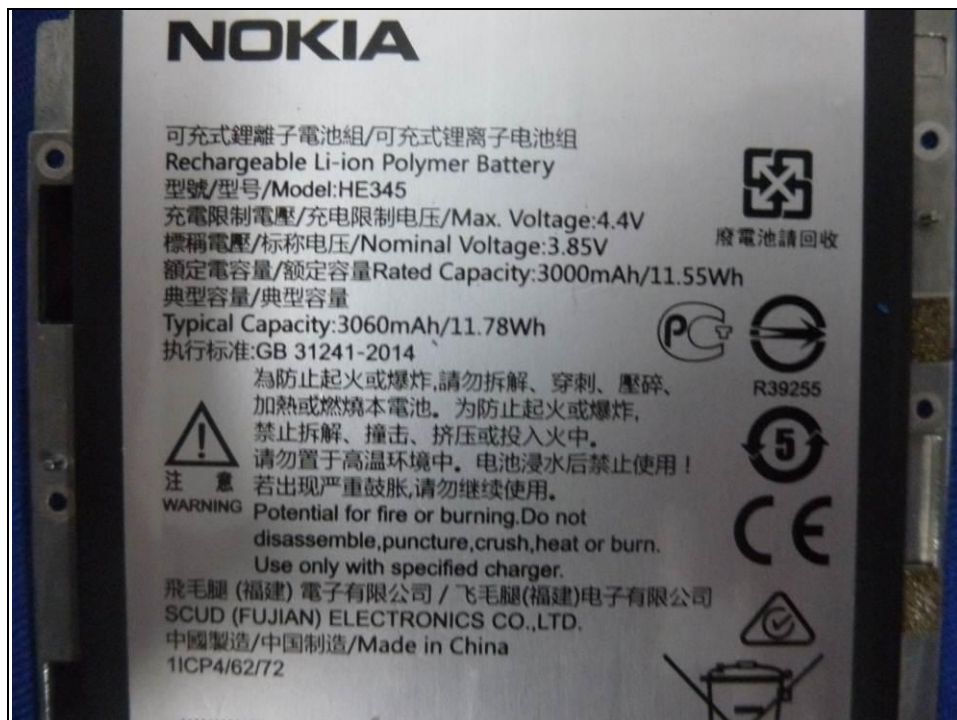 NOKIA
可充式鋰離子電池組/可充式锂离子电池组
Rechargeable Li-ion Polymer Battery
型號/型号/Model:HE345
充電限制電壓/充电限制电压/Max. Voltage:4.4V
標稱電壓/标称电压/Nominal Voltage:3.85V
額定電容量/额定容量Rated Capacity:3000mAh/11.55Wh
典型容量/典型容量
Typical Capacity:3060mAh/11.78Wh
执行标准:GB 31241-2014
廢電池請回收
PCT
R39255
5
CE
為防止起火或爆炸,請勿拆解、穿刺、壓碎、
加熱或燃燒本電池。为防止起火或爆炸,
禁止拆解、撞击、挤压或投入火中。
请勿置于高温环境中。电池浸水后禁止使用！
若出现严重鼓胀,请勿继续使用。
注 意
WARNING
Potential for fire or burning.Do not
disassemble,puncture,crush,heat or burn.
Use only with specified charger.
飛毛腿 (福建) 電子有限公司 / 飞毛腿(福建)电子有限公司
SCUD (FUJIAN) ELECTRONICS CO.,LTD.
中國製造/中国制造/Made in China
1ICP4/62/72